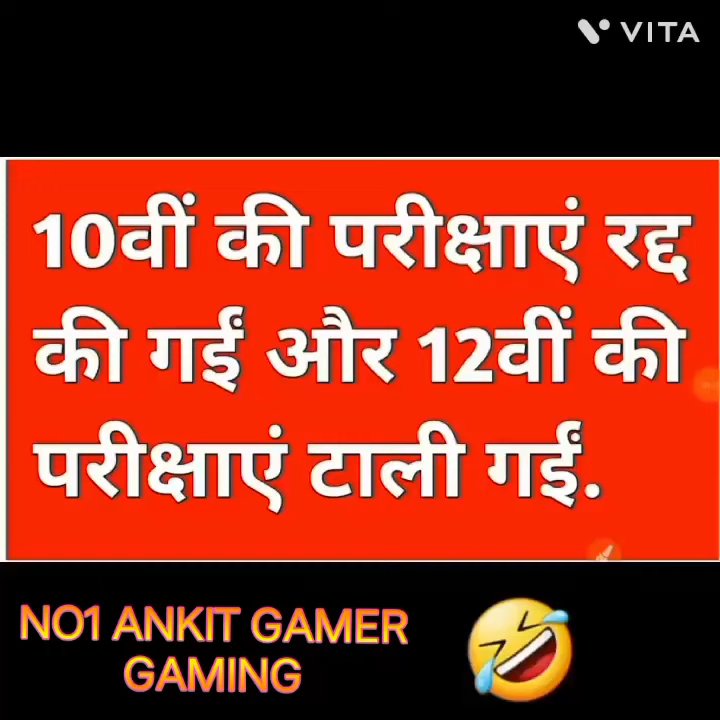 VITA
10वीं की परीक्षाएं रद्द
की गईं और 12वीं की
परीक्षाएं टाली गईं.
NO1 ANKIT GAMER
GAMING